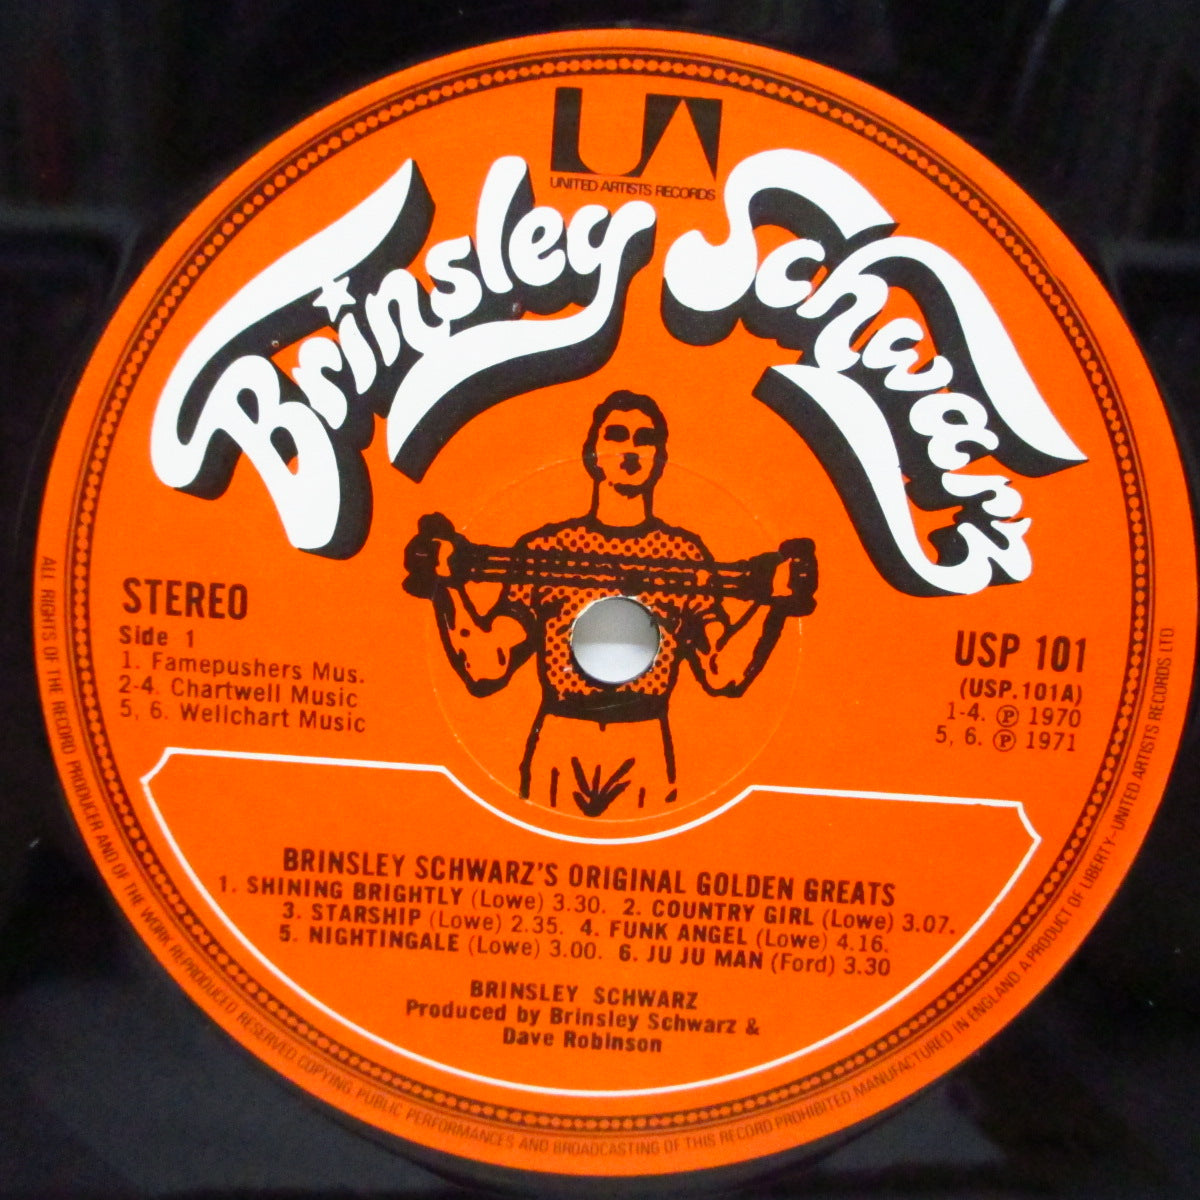 UA
UNITED ARTISTS RECORDS
Brinsley Schwarz
STEREO
Side 1
1. Famepushers Mus.
2-4. Chartwell Music
5, 6. Wellchart Music
USP 101
(USP.101A)
1-4. Ⓟ 1970
5, 6. Ⓟ 1971
BRINSLEY SCHWARZ'S ORIGINAL GOLDEN GREATS
1. SHINING BRIGHTLY (Lowe) 3.30. 2. COUNTRY GIRL (Lowe) 3.07.
3. STARSHIP (Lowe) 2.35. 4. FUNK ANGEL (Lowe) 4.16.
5. NIGHTINGALE (Lowe) 3.00. 6. JU JU MAN (Ford) 3.30
BRINSLEY SCHWARZ
Produced by Brinsley Schwarz &
Dave Robinson
ALL RIGHTS OF THE RECORD PRODUCER AND OF THE WORK REPRODUCED RESERVED COPYING, PUBLIC PERFORMANCES AND BROADCASTING OF THIS RECORD PROHIBITED MANUFACTURED IN ENGLAND A PRODUCT OF LIBERTY-UNITED ARTISTS RECORDS LTD